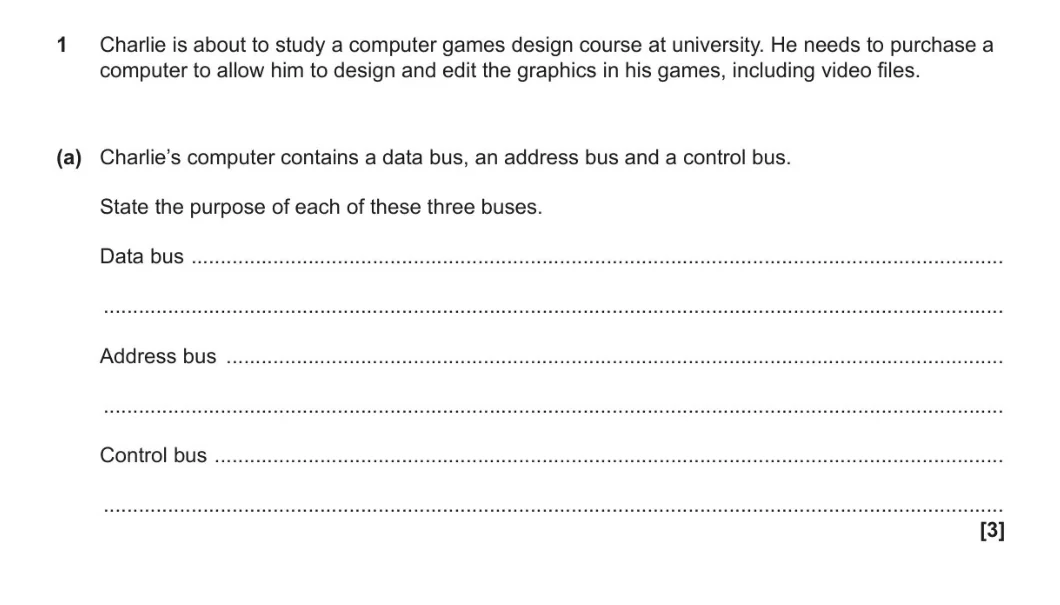 1 Charlie is about to study a computer games design course at university. He needs to purchase a
computer to allow him to design and edit the graphics in his games, including video files.
(a) Charlie’s computer contains a data bus, an address bus and a control bus.
State the purpose of each of these three buses.
Data bus ................................................................
................................................................
Address bus ................................................................
................................................................
Control bus ................................................................
................................................................
[3]